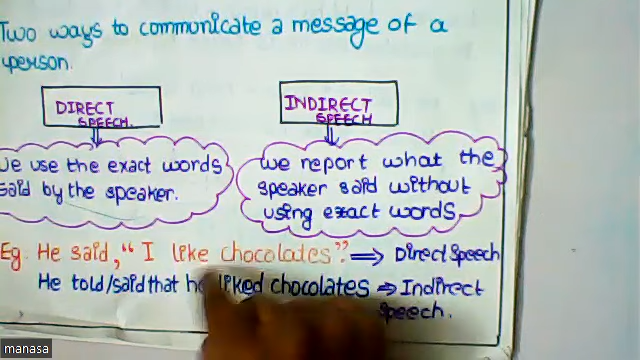 Two ways to communicate a message of a
person.
DIRECT
SPEECH.
INDIRECT
SPEECH
we use the exact words
said by the speaker.
we report what the
speaker said without
using exact words.
Eg. He said, "I like chocolates". ⇒ Direct Speech
He told/said that he liked chocolates ⇒ Indirect
Speech.
manasa